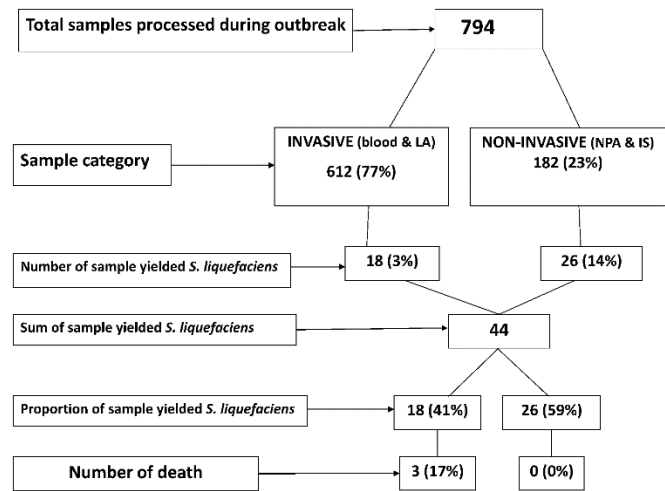 Total samples processed during outbreak
794
Sample category
INVASIVE (blood & LA)
612 (77%)
NON-INVASIVE (NPA & IS)
182 (23%)
Number of sample yielded S. liquefaciens
18 (3%)
26 (14%)
Sum of sample yielded S. liquefaciens
44
Proportion of sample yielded S. liquefaciens
18 (41%)
26 (59%)
Number of death
3 (17%)
0 (0%)